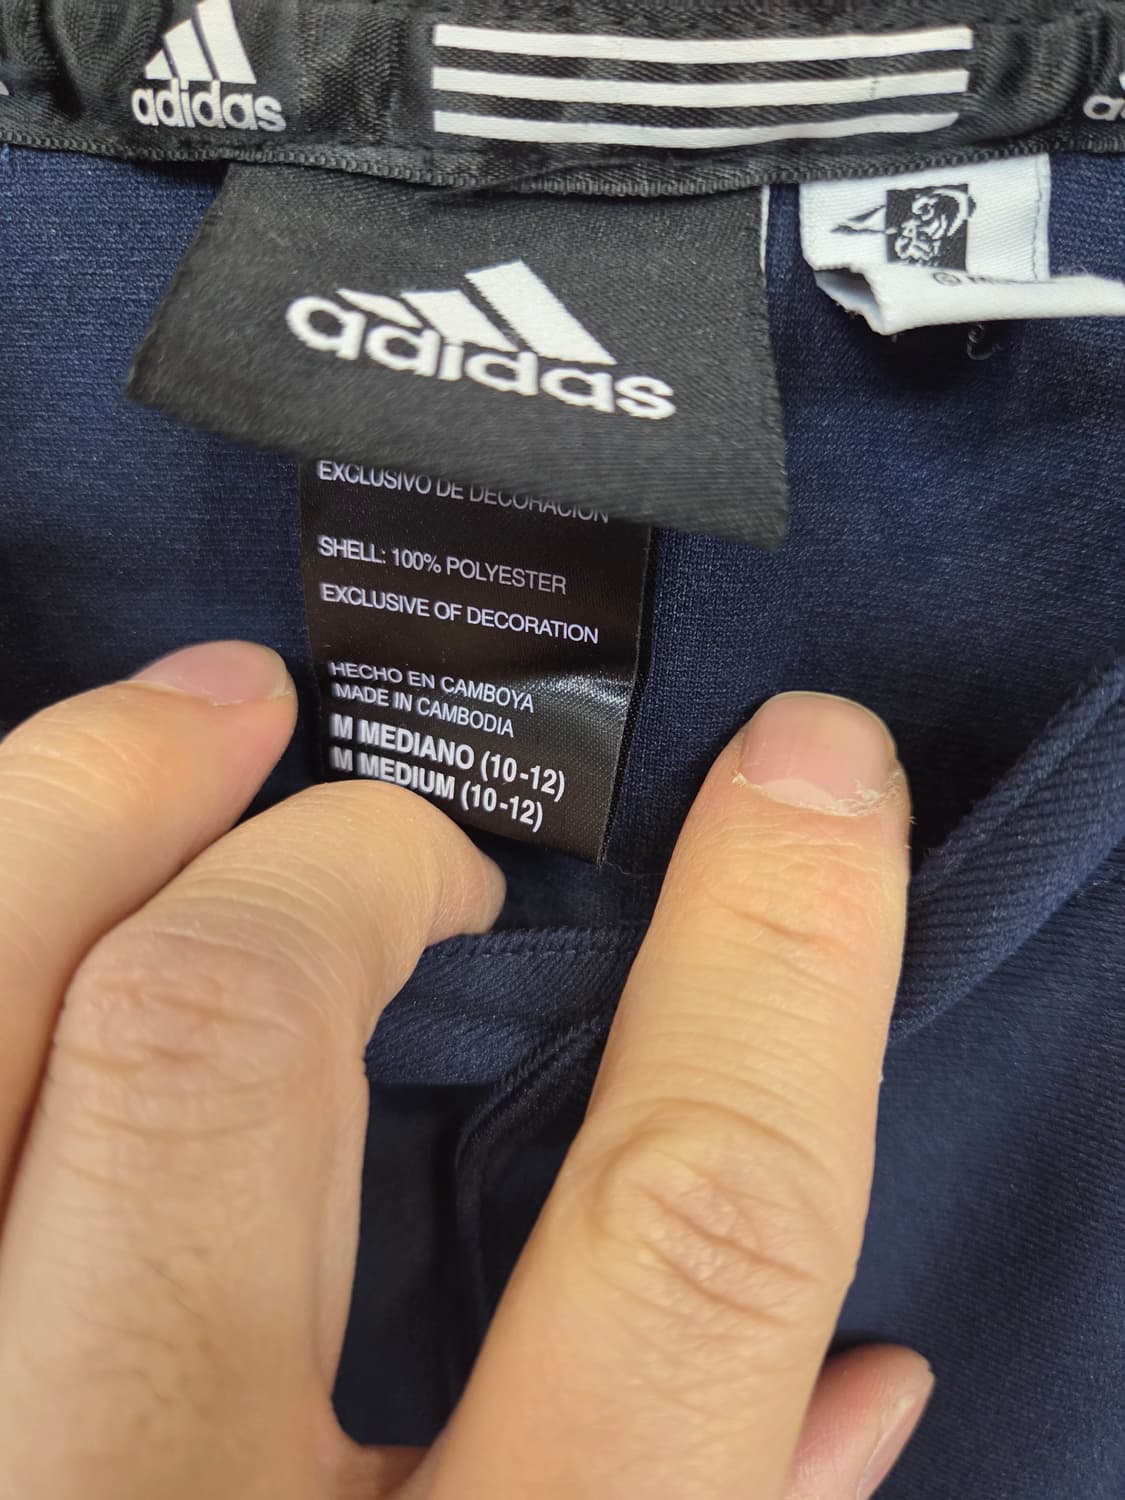 adidas
adidas
EXCLUSIVO DE DECORACION
SHELL: 100% POLYESTER
EXCLUSIVE OF DECORATION
HECHO EN CAMBOYA
MADE IN CAMBODIA
M MEDIANO (10-12)
M MEDIUM (10-12)